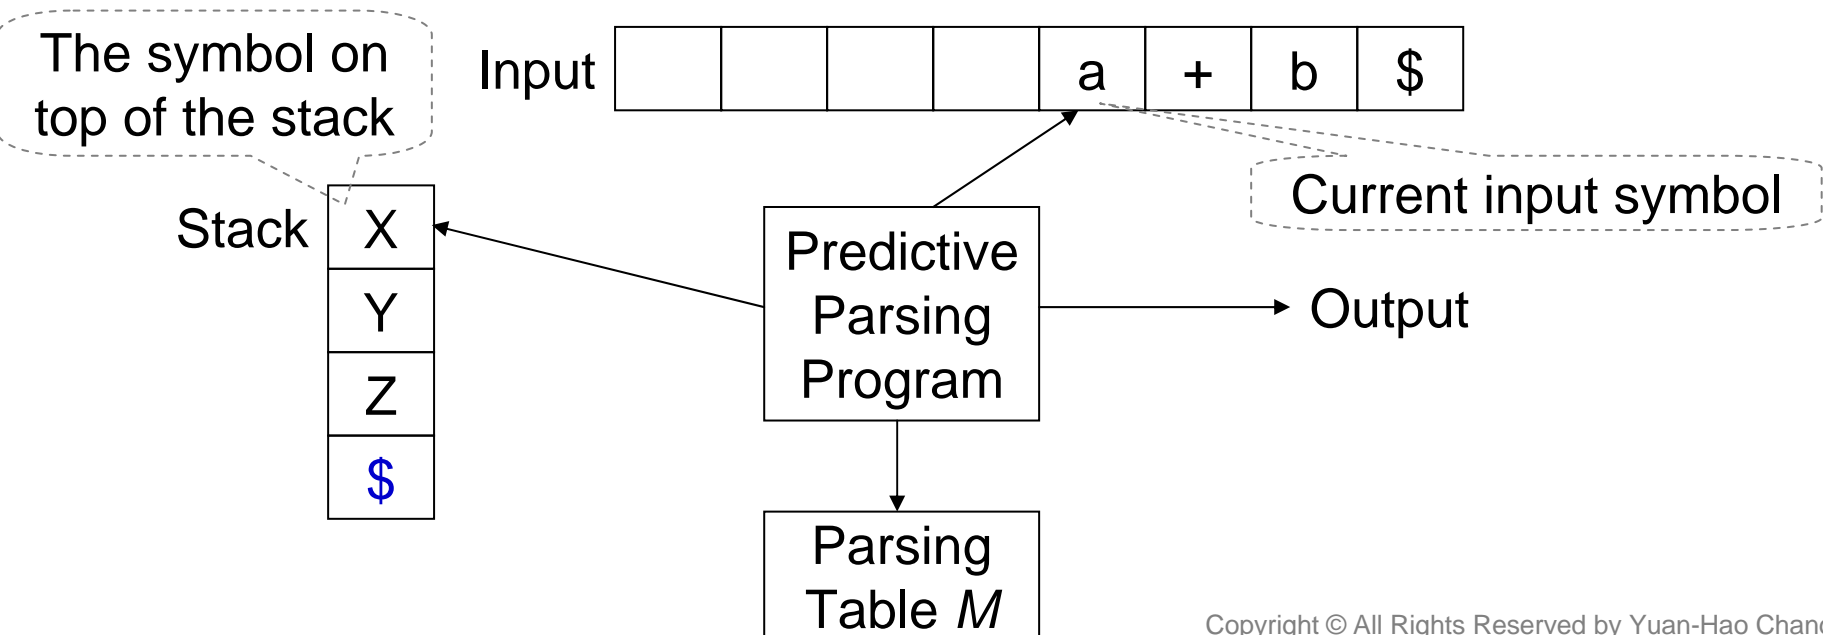 The symbol on
top of the stack
Input
a + b $
Current input symbol
Stack
X
Y
Z
$
Predictive
Parsing
Program
Output
Parsing
Table M
Copyright © All Rights Reserved by Yuan-Hao Chang